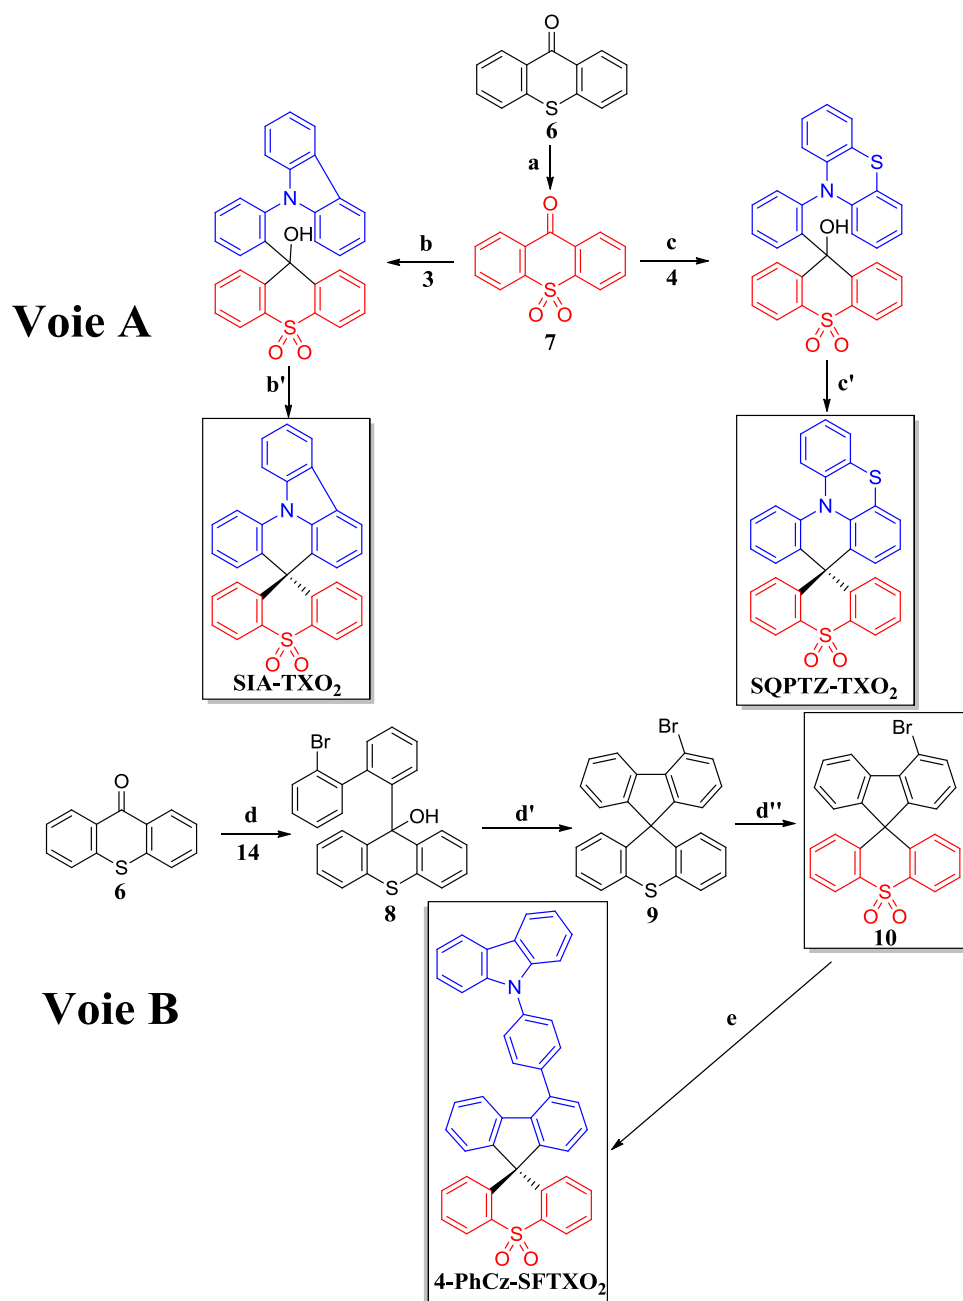 O
S
6
a
N
OH
S
O O
b
3
O
S
O O
7
c
4
S
N
OH
S
O O
Voie A
b'
c'
N
S
O O
SIA-TXO₂
S
N
S
O O
SQPTZ-TXO₂
O
S
6
d
14
Br
OH
S
8
d'
Br
S
9
d''
Br
S
O O
10
Voie B
e
N
S
O O
4-PhCz-SFTXO₂